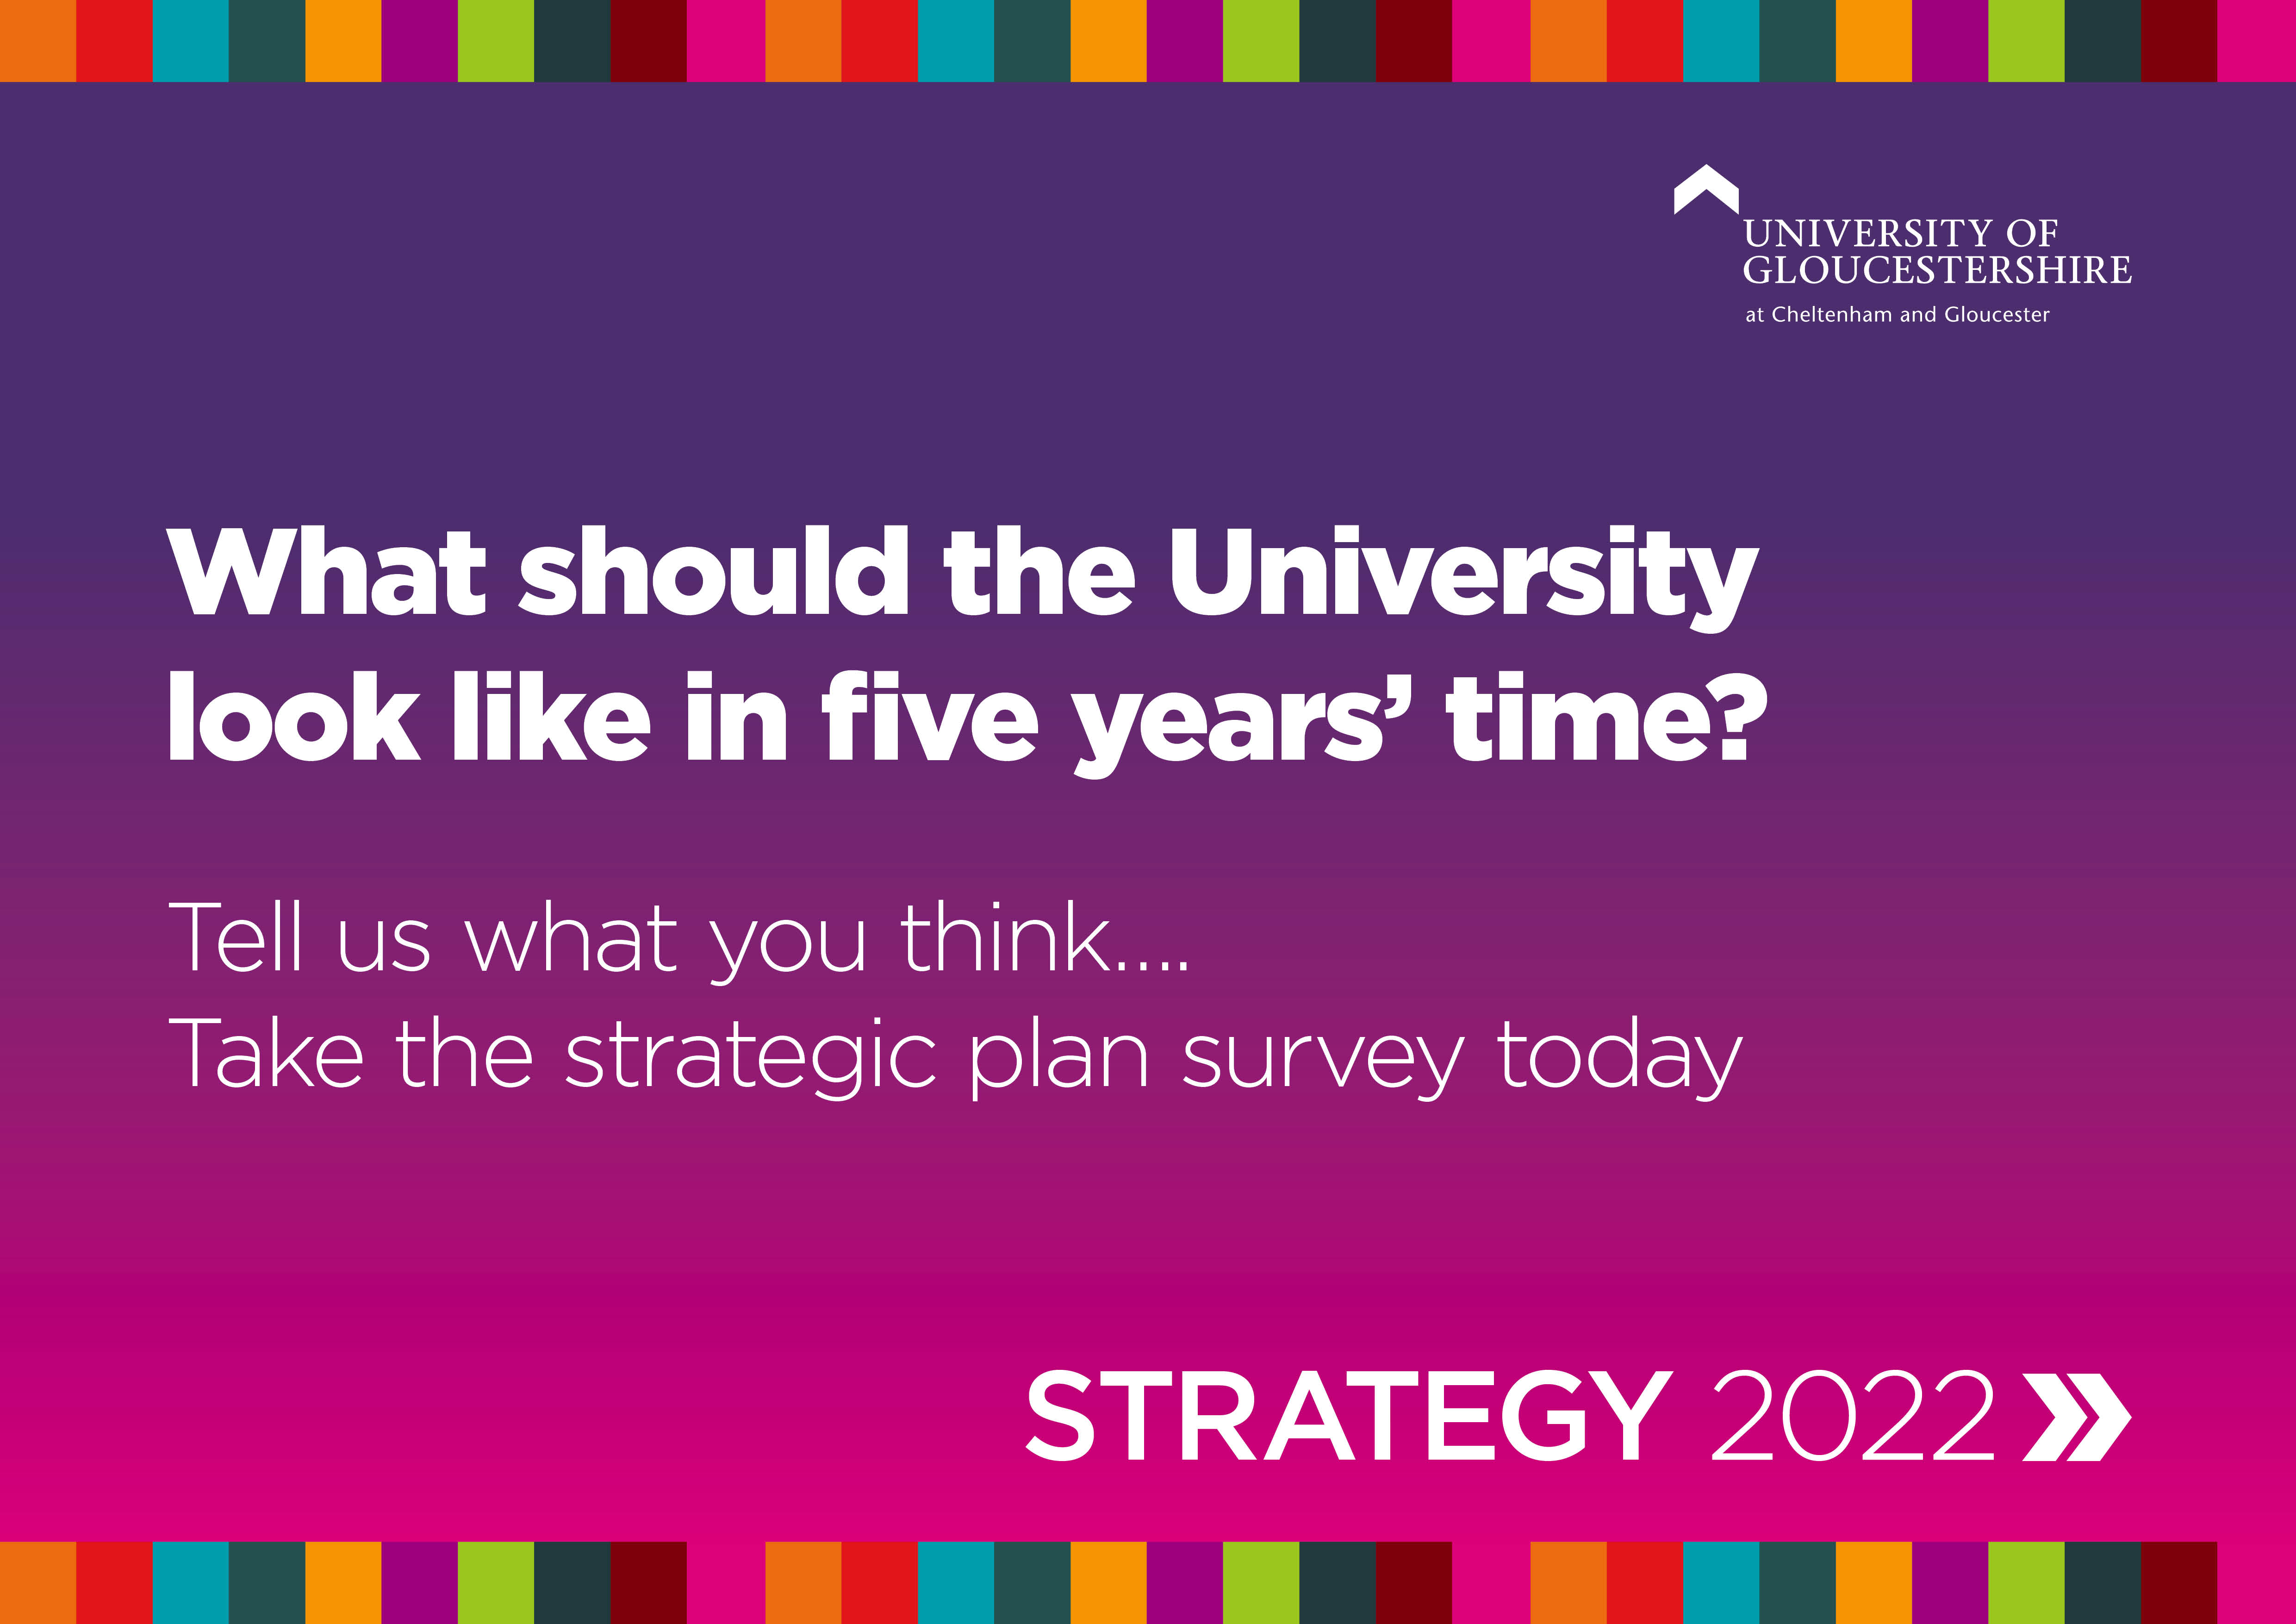 UNIVERSITY OF
GLOUCESTERSHIRE
at Cheltenham and Gloucester
What should the University
look like in five years’ time?
Tell us what you think....
Take the strategic plan survey today
STRATEGY 2022